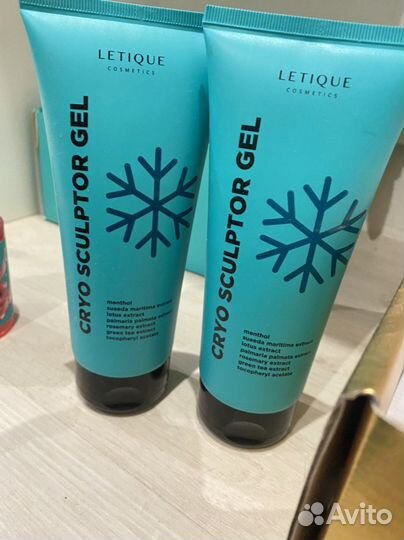 LETIQUE
COSMETICS
CRYO SCULPTOR GEL
menthol
suaeda maritima extract
lotus extract
palmaria palmata extract
rosemary extract
green tea extract
tocopheryl acetate
LETIQUE
COSMETICS
CRYO SCULPTOR GEL
menthol
suaeda maritima extract
lotus extract
palmaria palmata extract
rosemary extract
green tea extract
tocopheryl acetate
Avito